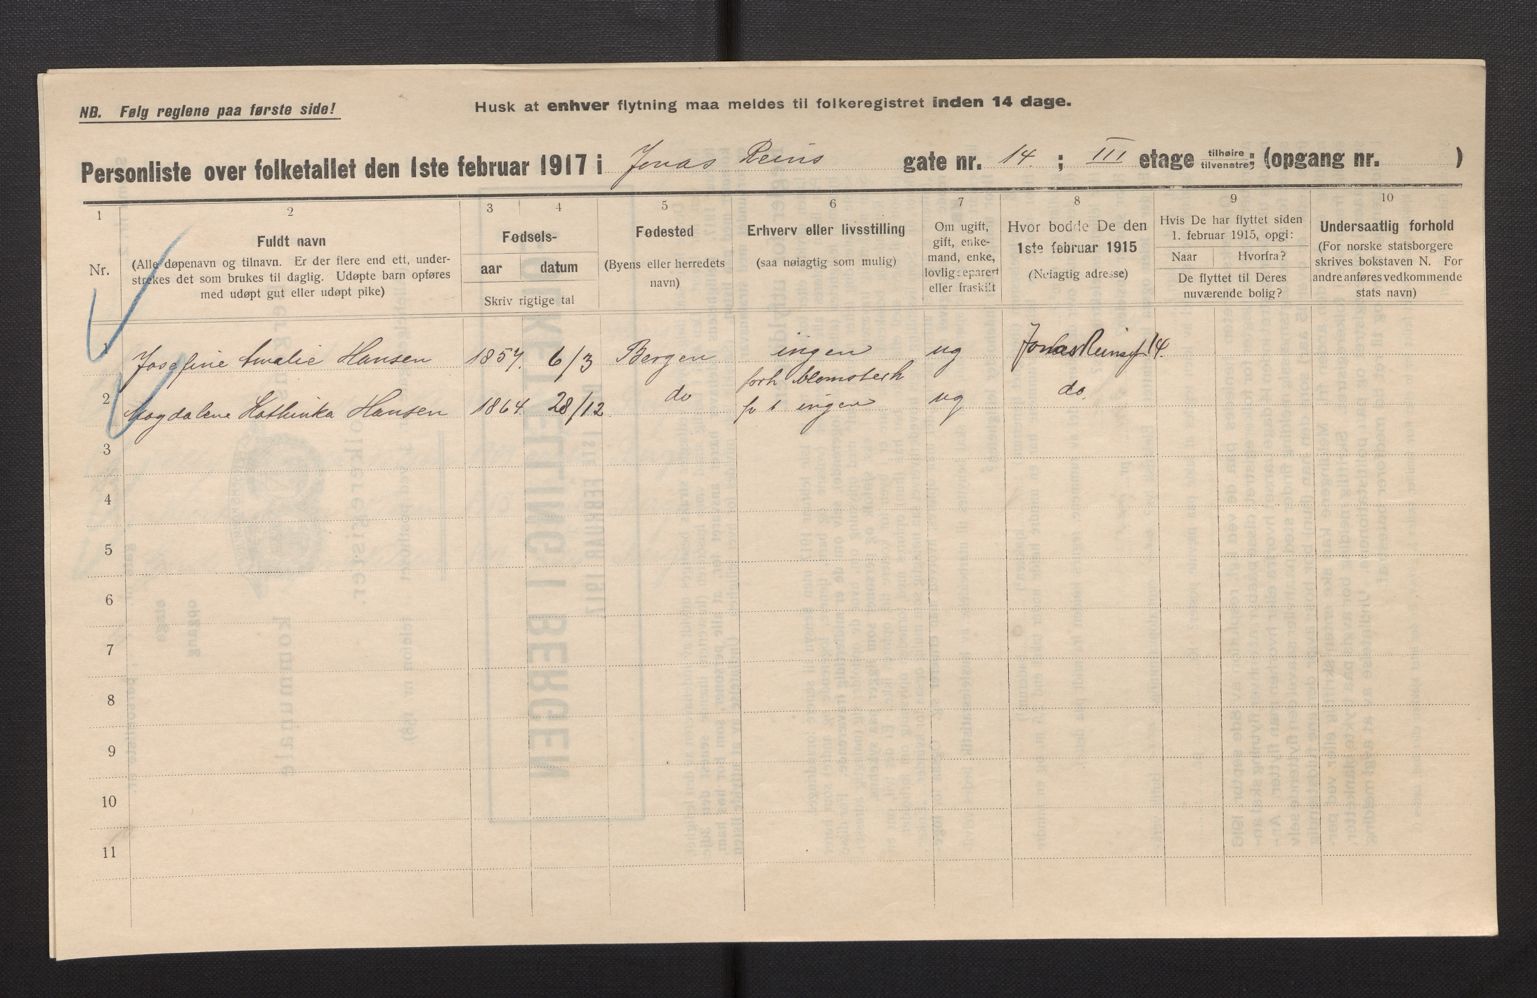 NB. Følg reglene paa første side!
Husk at enhver flytning maa meldes til folkeregistret inden 14 dage.
Personliste over folketallet den 1ste februar 1917 i Jonas Reins gate nr. 14 ; III etage tilhøire tilvenstre; (opgang nr. )
1 2 3 4 5 6 7 8 9 10
Nr.
Fuldt navn
(Alle døpenavn og tilnavn. Er der flere end ett, under-
strekes det som brukes til daglig. Udøpte barn opføres
med udøpt gut eller udøpt pike)
Fødsels-
aar datum
Skriv rigtige tal
Fødested
(Byens eller herredets
navn)
Erhverv eller livsstilling
(saa nøiagtig som mulig)
Om ugift,
gift, enke-
mand, enke,
lovlig separert
eller fraskilt
Hvor bodde De den
1ste februar 1915
(Nøiagtig adresse)
Hvis De har flyttet siden
1. februar 1915, opgi:
Naar Hvorfra?
De flyttet til Deres
nuværende bolig?
Undersaatlig forhold
(For norske statsborgere
skrives bokstaven N. For
andre anføres vedkommende
stats navn)
1 Josefine Amalie Hansen 1857. 6/3 Bergen ingen ug Jonas Reinsg 14.
forh blomsterh
2 Magdalene Kathinka Hansen 1864. 28/12 do ingen ug do.
3
4
5
6
7
8
9
10
11